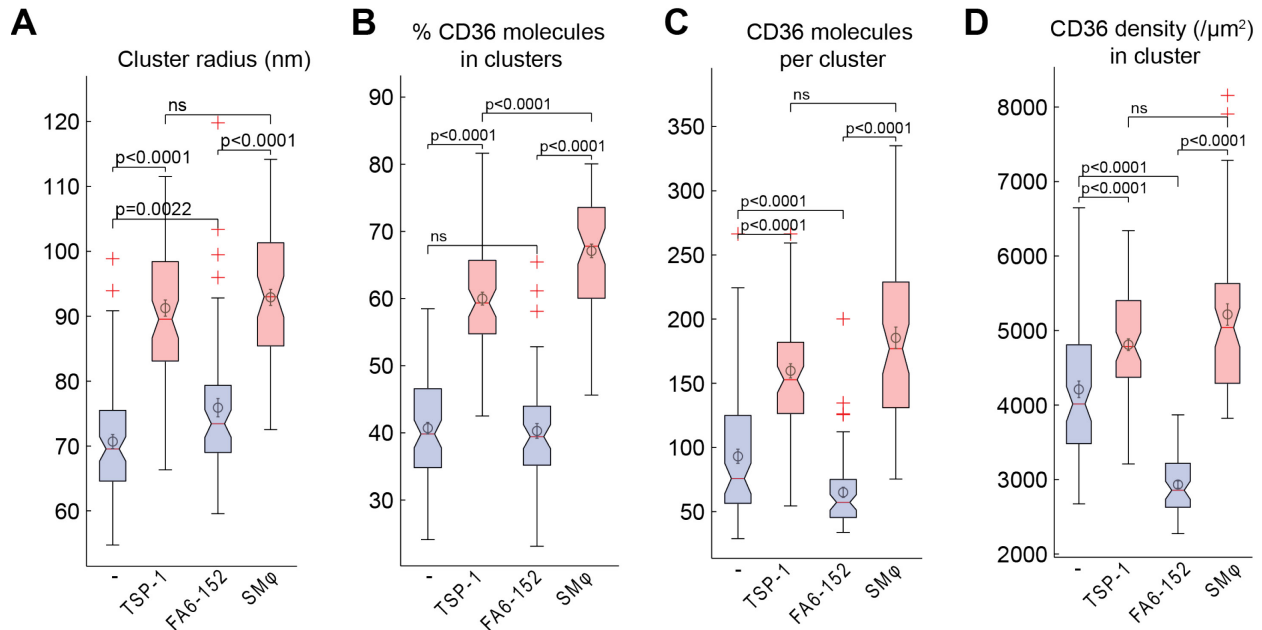 A
Cluster radius (nm)
120
110
100
90
80
70
60
ns
p<0.0001
p<0.0001
p=0.0022
-
TSP-1
FA6-152
SMφ
B
% CD36 molecules
in clusters
90
80
70
60
50
40
30
p<0.0001
p<0.0001
p<0.0001
ns
-
TSP-1
FA6-152
SMφ
C
CD36 molecules
per cluster
350
300
250
200
150
100
50
ns
p<0.0001
p<0.0001
p<0.0001
-
TSP-1
FA6-152
SMφ
D
CD36 density (/μm²)
in cluster
8000
7000
6000
5000
4000
3000
2000
ns
p<0.0001
p<0.0001
p<0.0001
-
TSP-1
FA6-152
SMφ